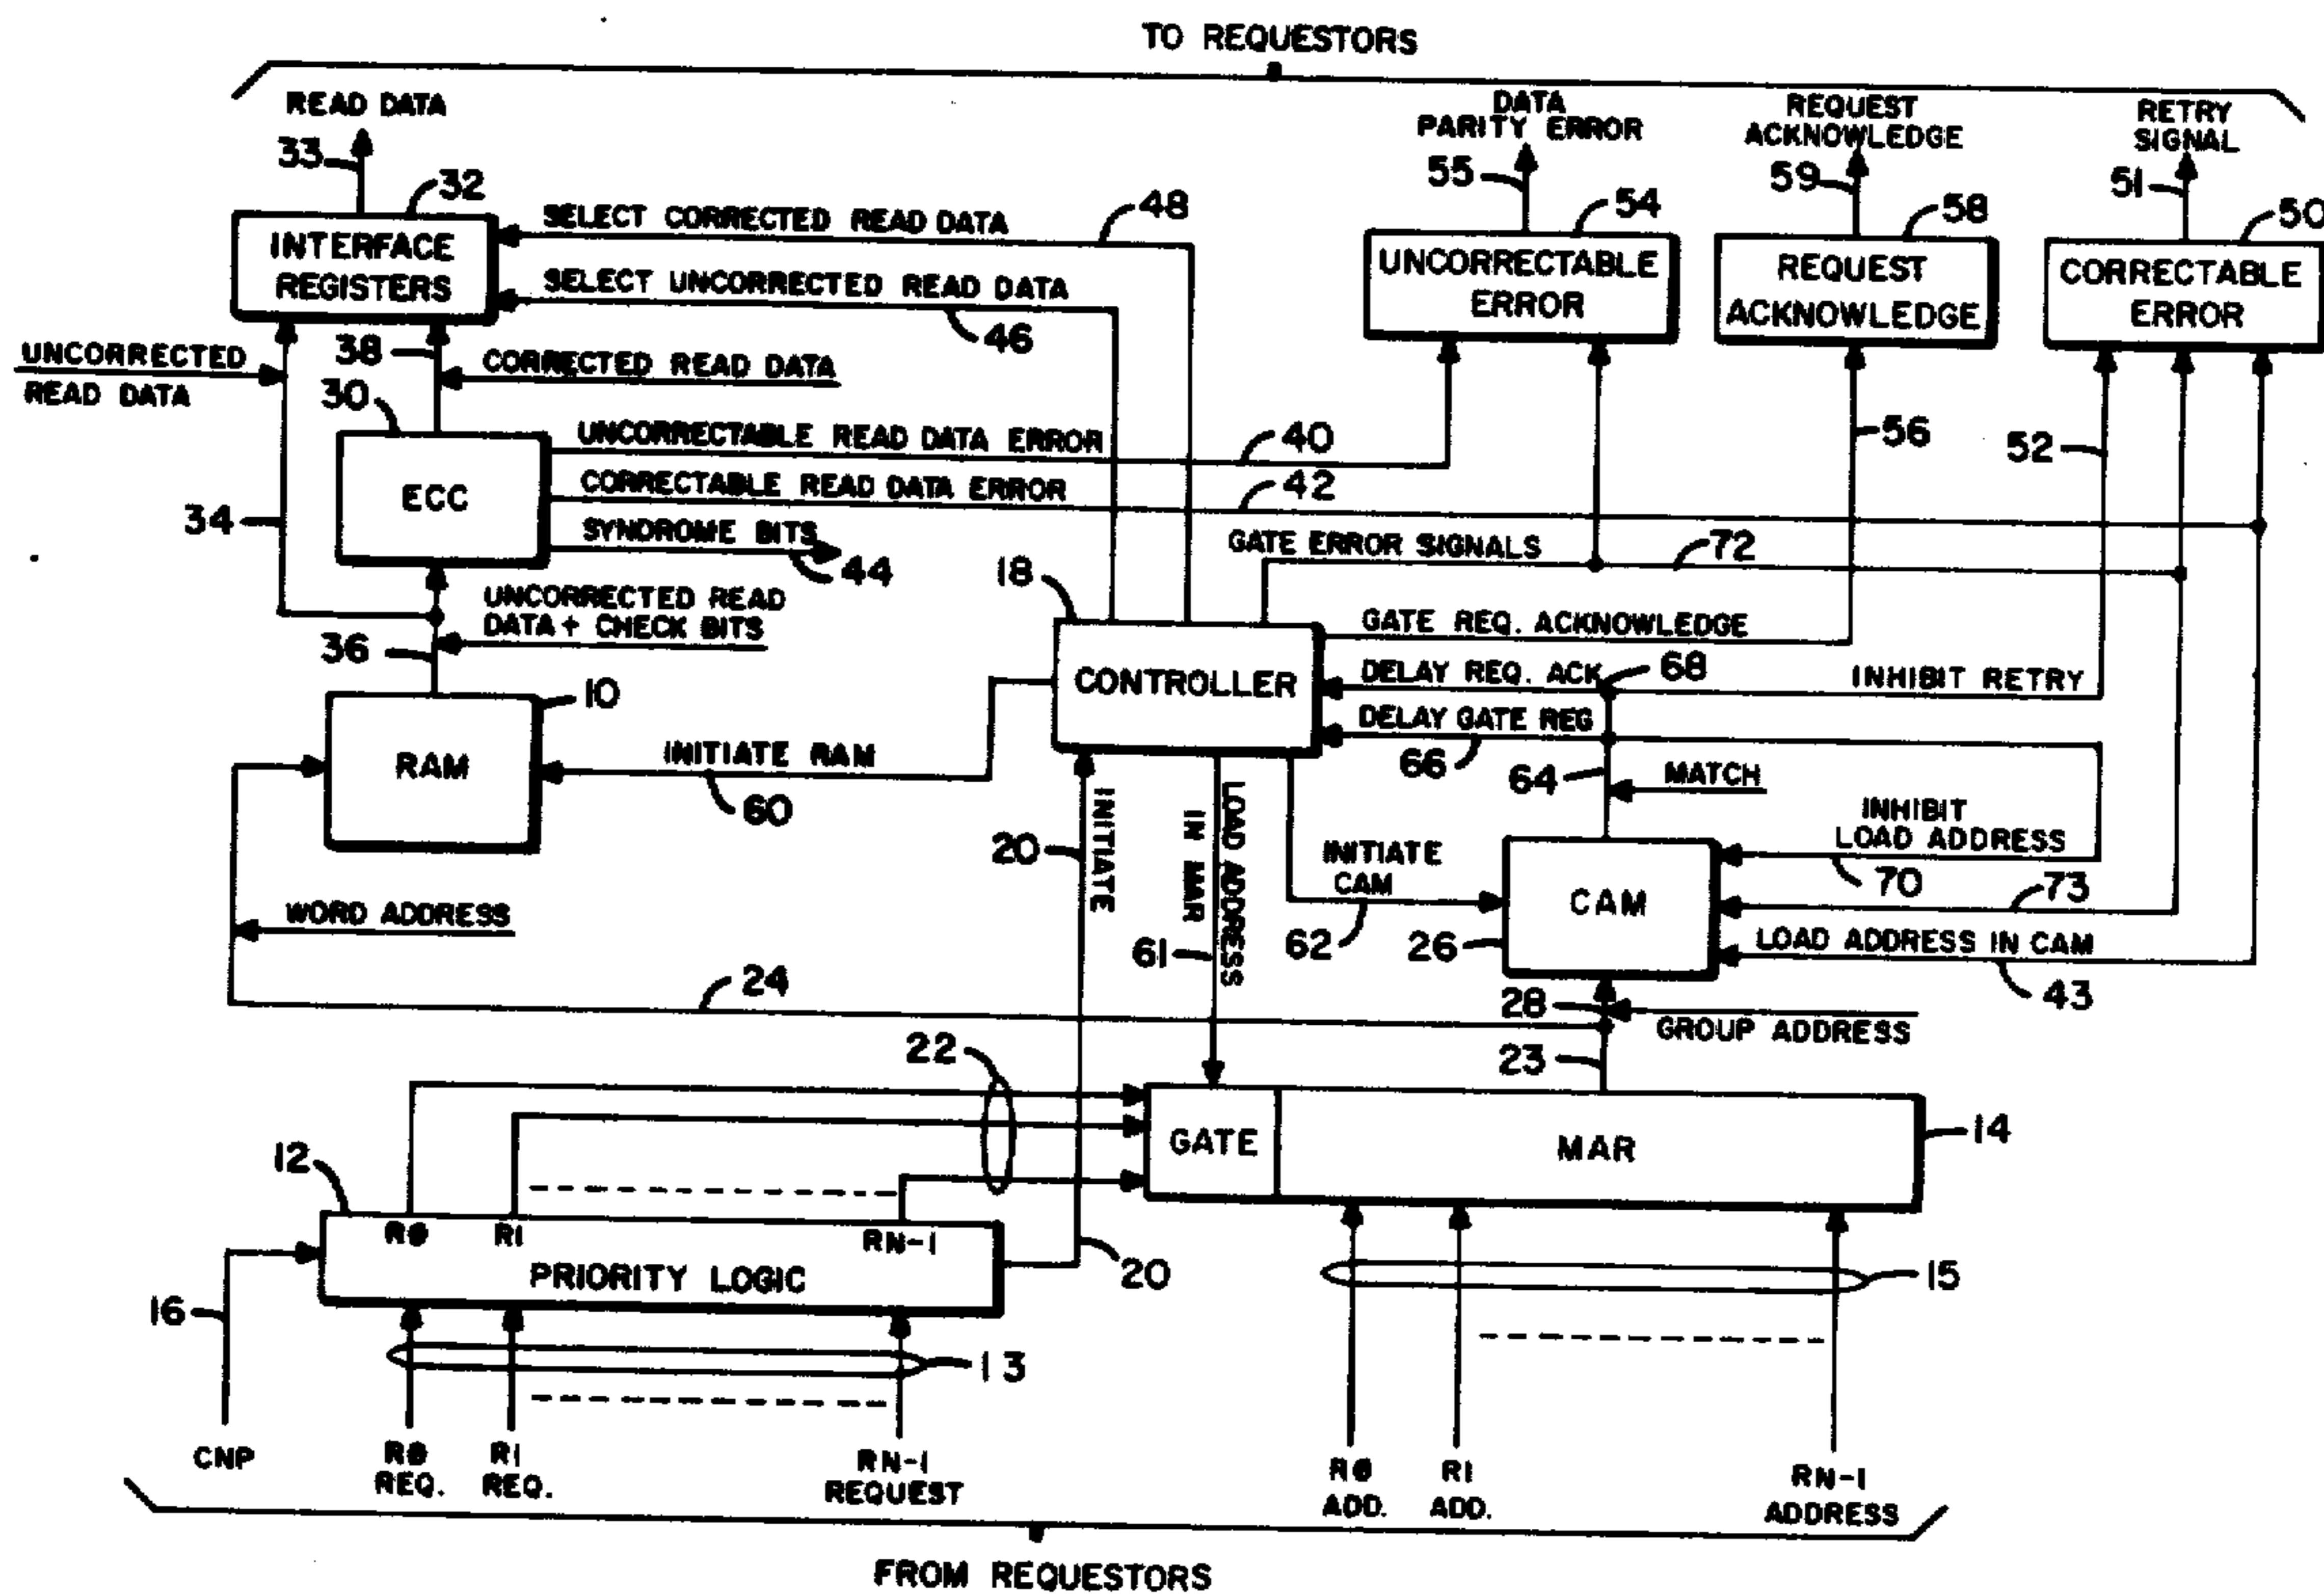 TO REQUESTORS
READ DATA
33
32
INTERFACE
REGISTERS
SELECT CORRECTED READ DATA
48
SELECT UNCORRECTED READ DATA
46
DATA
PARITY ERROR
55
54
UNCORRECTABLE
ERROR
REQUEST
ACKNOWLEDGE
59
58
REQUEST
ACKNOWLEDGE
RETRY
SIGNAL
51
50
CORRECTABLE
ERROR
UNCORRECTED
READ DATA
38
CORRECTED READ DATA
30
ECC
34
UNCORRECTABLE READ DATA ERROR
40
CORRECTABLE READ DATA ERROR
42
SYNDROME BITS
44
56
52
GATE ERROR SIGNALS
72
18
UNCORRECTED READ
DATA + CHECK BITS
36
CONTROLLER
GATE REQ. ACKNOWLEDGE
DELAY REQ. ACK
68
INHIBIT RETRY
DELAY GATE REG
66
10
RAM
INITIATE RAM
60
64
MATCH
INHIBIT
LOAD ADDRESS
70
20
INITIATE
LOAD ADDRESS
IN MAR
61
INITIATE
CAM
62
CAM
26
73
LOAD ADDRESS IN CAM
43
WORD ADDRESS
24
28
GROUP ADDRESS
23
22
GATE
MAR
14
12
RØ
R1
RN-1
PRIORITY LOGIC
20
16
13
15
CNP
RØ
REQ.
R1
REQ.
RN-1
REQUEST
RØ
ADD.
R1
ADD.
RN-1
ADDRESS
FROM REQUESTORS